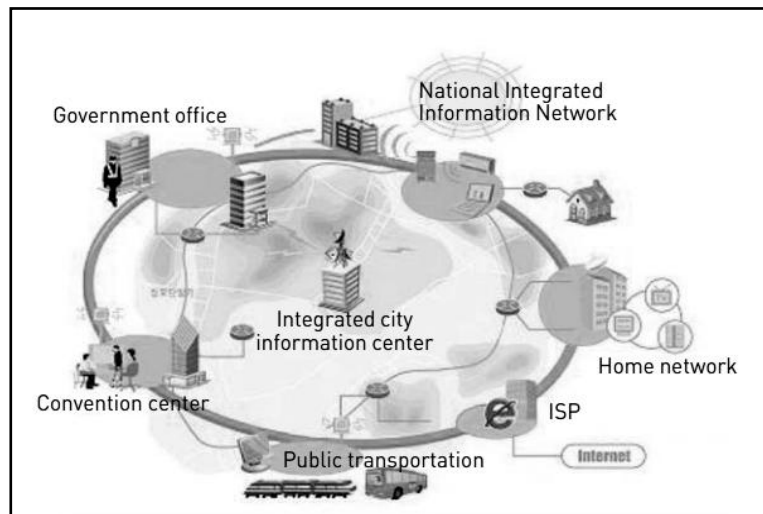 National Integrated
Information Network
Government office
Integrated city
information center
Home network
Convention center
ISP
Public transportation
Internet